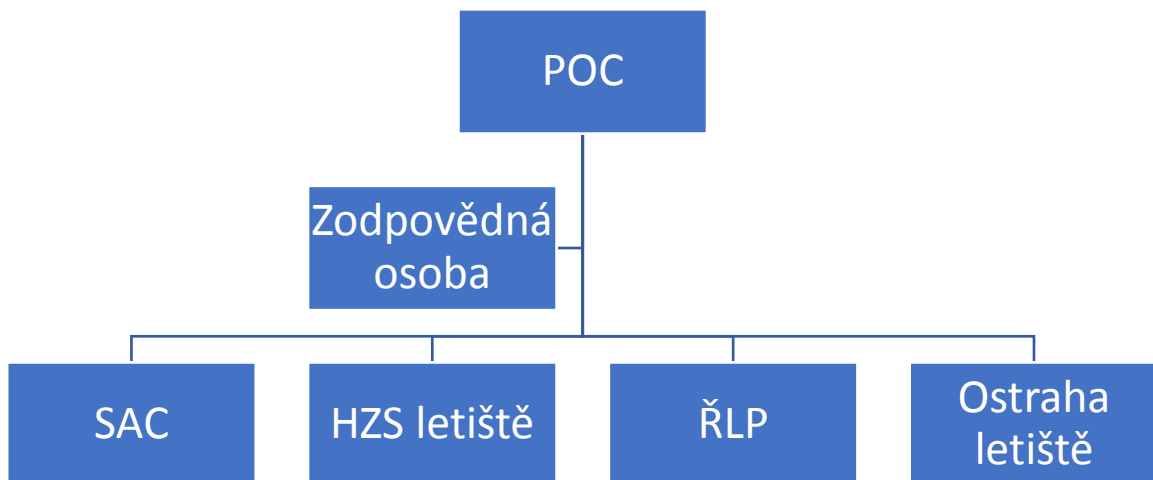 POC
Zodpovědná
osoba
SAC
HZS letiště
ŘLP
Ostraha
letiště